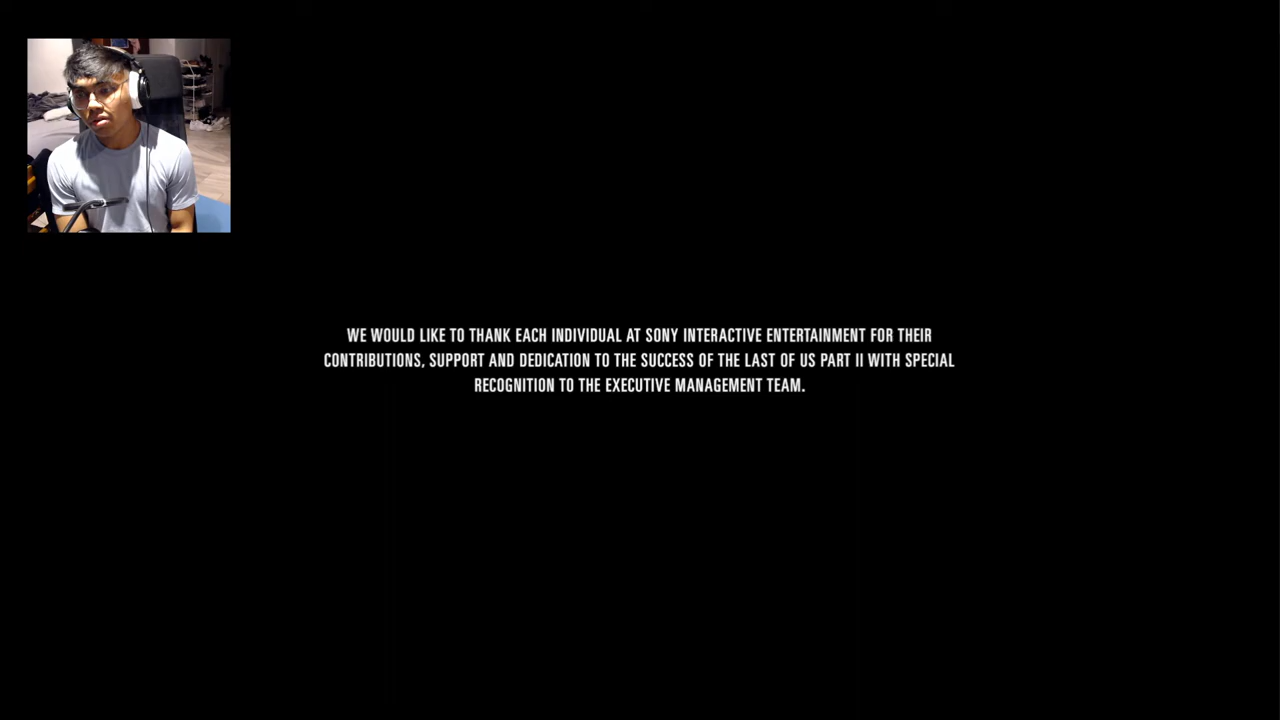 WE WOULD LIKE TO THANK EACH INDIVIDUAL AT SONY INTERACTIVE ENTERTAINMENT FOR THEIR
CONTRIBUTIONS, SUPPORT AND DEDICATION TO THE SUCCESS OF THE LAST OF US PART II WITH SPECIAL
RECOGNITION TO THE EXECUTIVE MANAGEMENT TEAM.